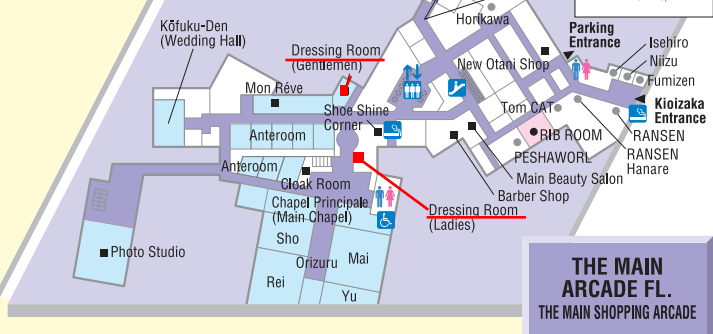 Horikawa
Kōfuku-Den
(Wedding Hall)
Parking
Entrance
Isehiro
Niizu
Fumizen
Dressing Room
(Gentlemen)
New Otani Shop
Mon Réve
Tom CAT
Kioizaka
Entrance
Shoe Shine
Corner
Anteroom
RIB ROOM
RANSEN
PESHAWORL
RANSEN
Hanare
Anteroom
Main Beauty Salon
Cloak Room
Barber Shop
Chapel Principale
(Main Chapel)
Dressing Room
(Ladies)
Sho
Photo Studio
Orizuru
Mai
Rei
Yu
THE MAIN
ARCADE FL.
THE MAIN SHOPPING ARCADE